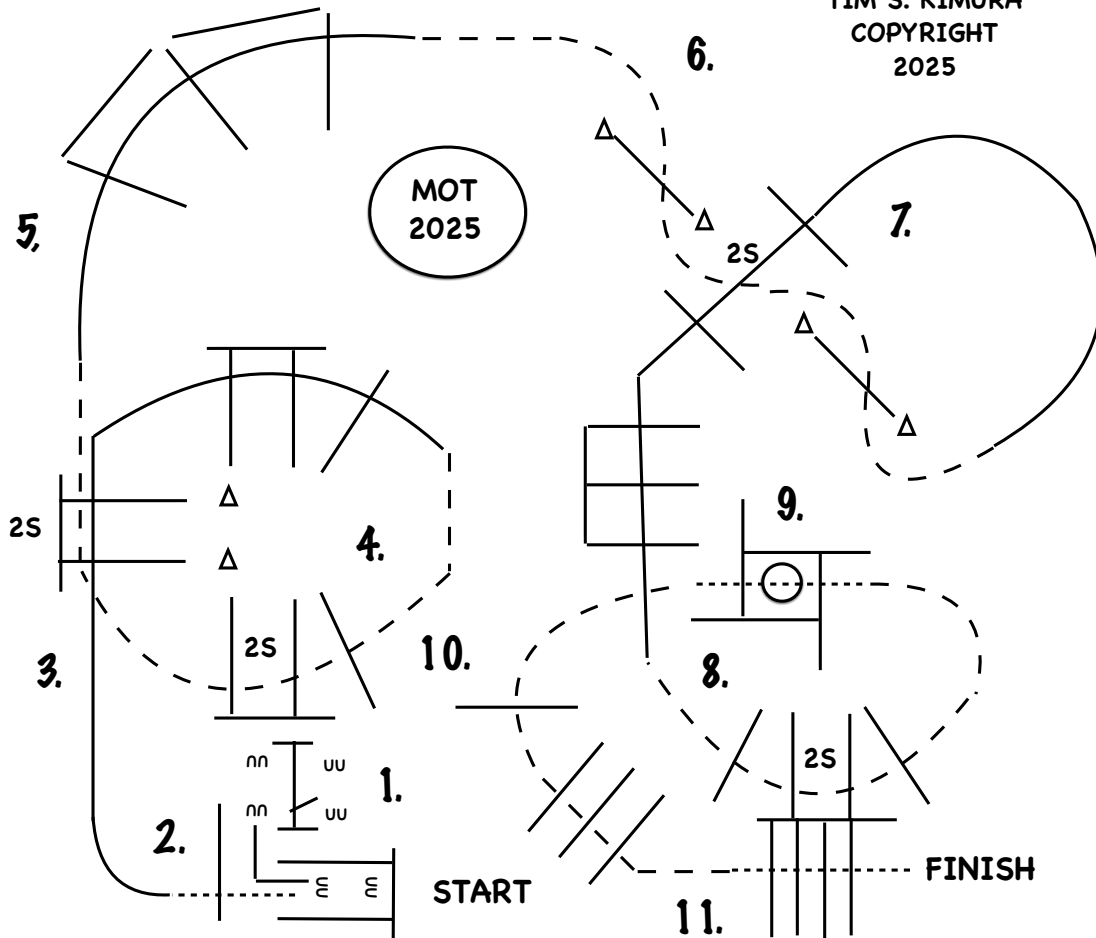 TIM S. KIMURA
COPYRIGHT
2025
6.
MOT
2025
5,
7.
2S
2S
9.
4.
3.
2S
10.
8.
2S
1.
2.
START
FINISH
11.